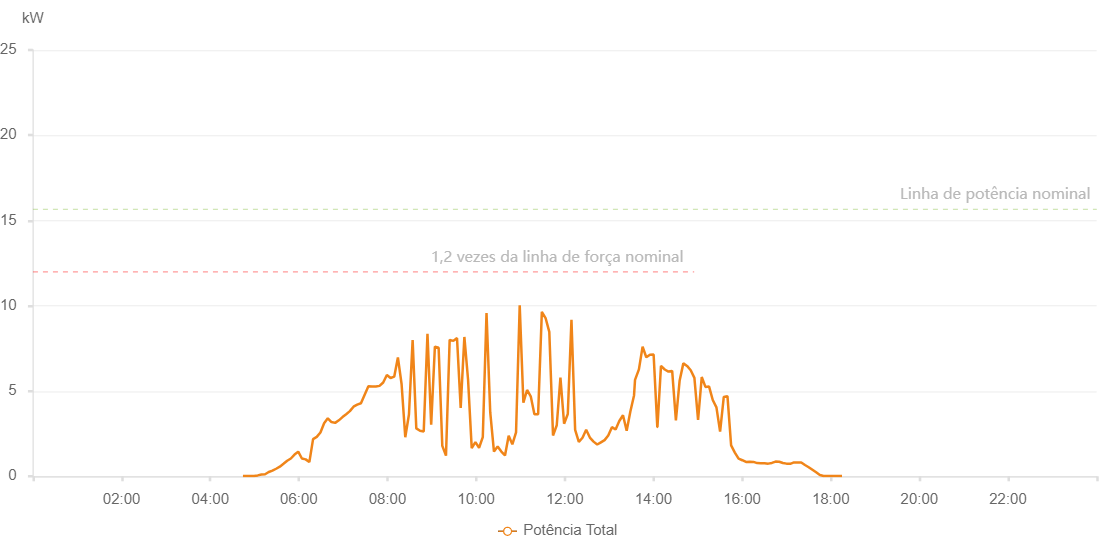 kW
25
20
Linha de potência nominal
15
1,2 vezes da linha de força nominal
10
5
0
02:00 04:00 06:00 08:00 10:00 12:00 14:00 16:00 18:00 20:00 22:00
Potência Total